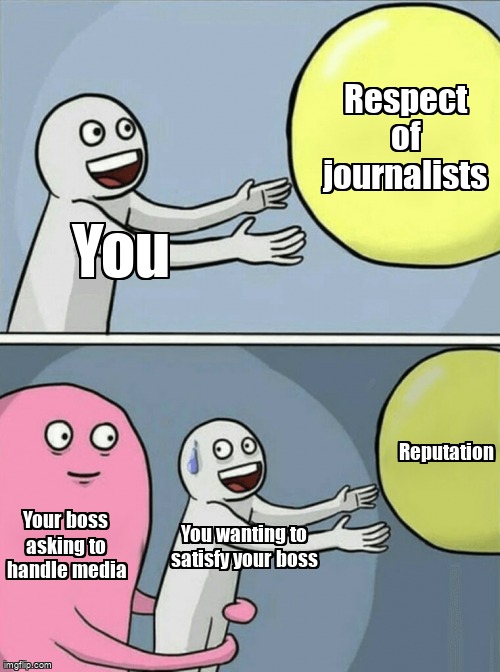 Respect
of
journalists
You
Reputation
Your boss
asking to
handle media
You wanting to
satisfy your boss
imgflip.com